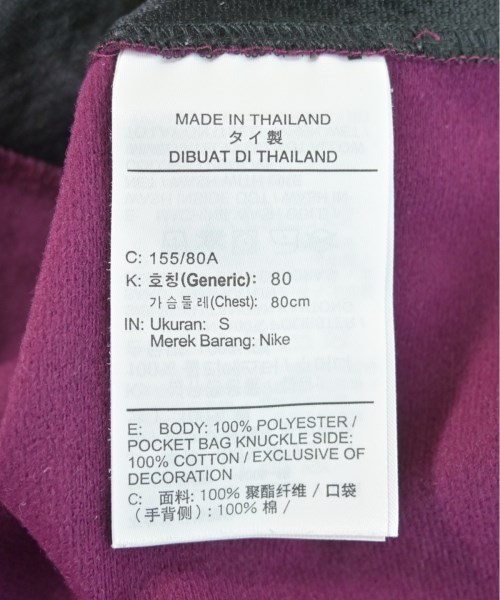 MADE IN THAILAND
タイ製
DIBUAT DI THAILAND
C: 155/80A
K: 호칭(Generic): 80
가슴둘레(Chest): 80cm
IN: Ukuran: S
Merek Barang: Nike
E: BODY: 100% POLYESTER /
POCKET BAG KNUCKLE SIDE:
100% COTTON / EXCLUSIVE OF
DECORATION
C: 面料: 100% 聚酯纤维 / 口袋
（手背侧）: 100% 棉 /